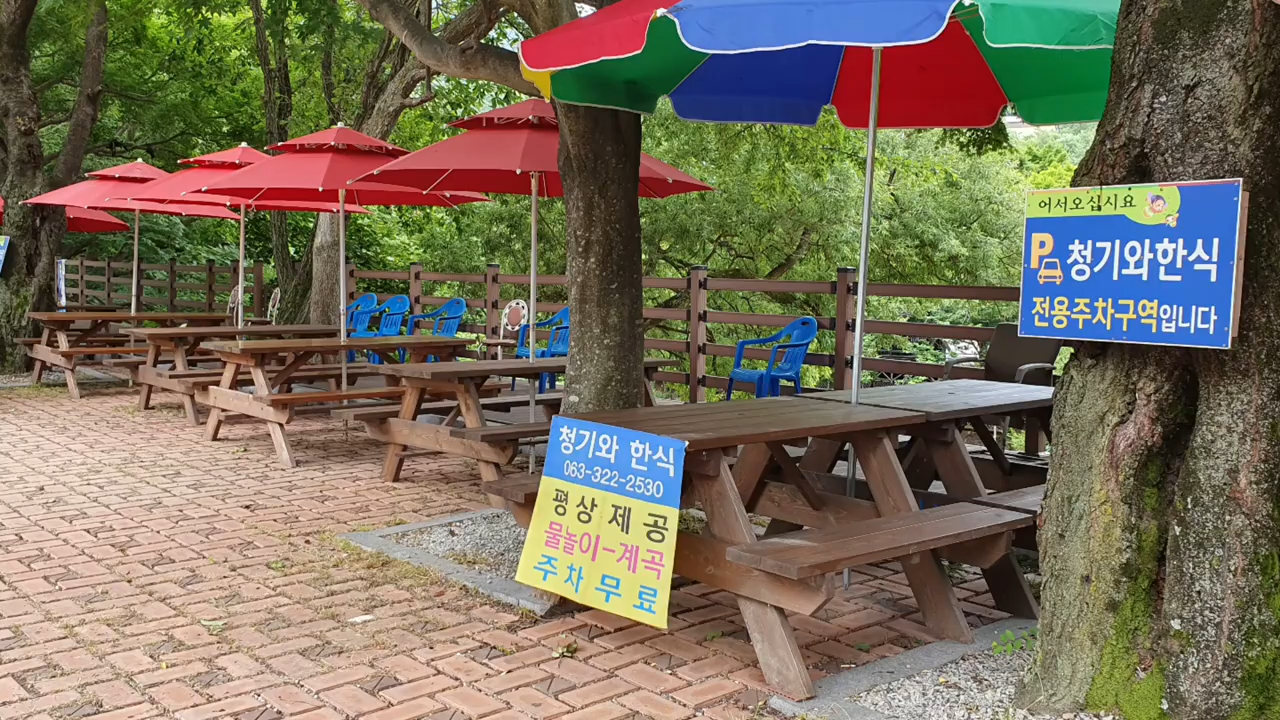 어서오십시요
P 청기와한식
전용주차구역입니다
청기와 한식
063-322-2530
평상 제공
물놀이-계곡
주차 무료